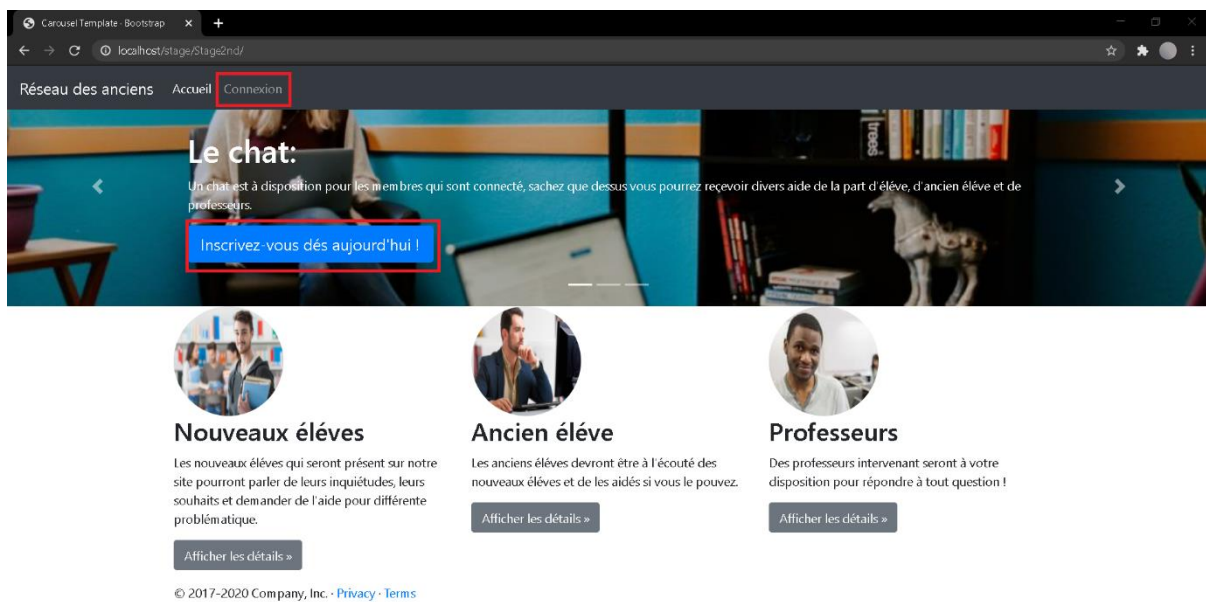 Carousel Template · Bootstrap
localhost/stage/Stage2nd/
Réseau des anciens Accueil Connexion
trees
Le chat:
Un chat est à disposition pour les membres qui sont connecté, sachez que dessus vous pourrez reçevoir divers aide de la part d'éléve, d'ancien éléve et de
professeurs.
Inscrivez-vous dés aujourd'hui !
Nouveaux éléves
Les nouveaux éléves qui seront présent sur notre
site pourront parler de leurs inquiétudes, leurs
souhaits et demander de l'aide pour différente
problématique.
Afficher les détails »
Ancien éléve
Les anciens éléves devront être à l'écouté des
nouveaux éléves et de les aidés si vous le pouvez.
Afficher les détails »
Professeurs
Des professeurs intervenant seront à votre
disposition pour répondre à tout question !
Afficher les détails »
© 2017-2020 Company, Inc. · Privacy · Terms